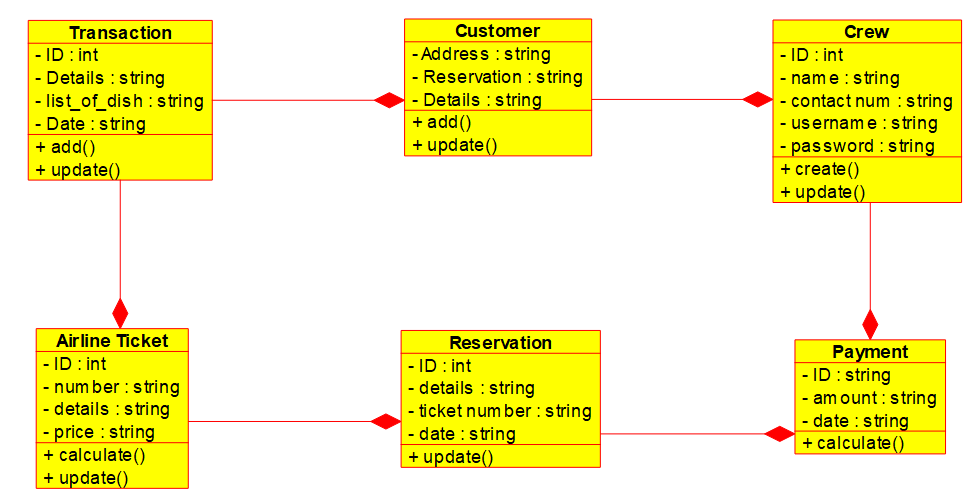 Transaction
- ID : int
- Details : string
- list_of_dish : string
- Date : string
+ add()
+ update()
Customer
- Address : string
- Reservation : string
- Details : string
+ add()
+ update()
Crew
- ID : int
- name : string
- contact num : string
- username : string
- password : string
+ create()
+ update()
Airline Ticket
- ID : int
- number : string
- details : string
- price : string
+ calculate()
+ update()
Reservation
- ID : int
- details : string
- ticket number : string
- date : string
+ update()
Payment
- ID : string
- amount : string
- date : string
+ calculate()